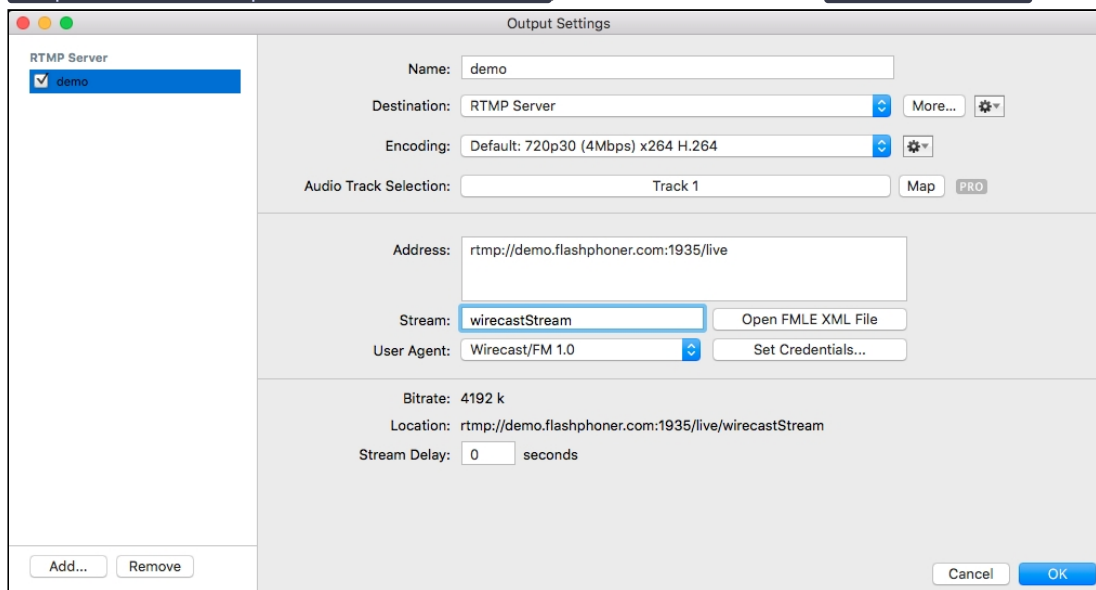 Output Settings
RTMP Server
demo
Name: demo
Destination: RTMP Server More...
Encoding: Default: 720p30 (4Mbps) x264 H.264
Audio Track Selection: Track 1 Map PRO
Address: rtmp://demo.flashphoner.com:1935/live
Stream: wirecastStream Open FMLE XML File
User Agent: Wirecast/FM 1.0 Set Credentials...
Bitrate: 4192 k
Location: rtmp://demo.flashphoner.com:1935/live/wirecastStream
Stream Delay: 0 seconds
Add... Remove
Cancel OK